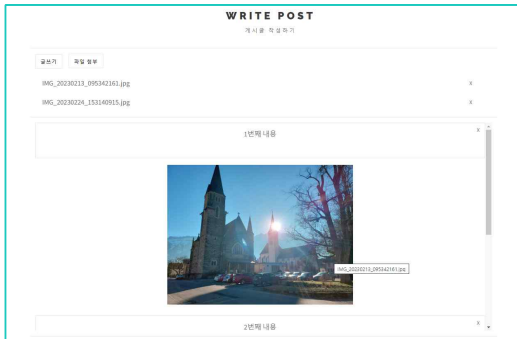 WRITE POST
게시글 작성하기
글쓰기 파일 첨부
IMG_20230213_095342161.jpg x
IMG_20230224_153140915.jpg x
1번째 내용 x
IMG_20230213_095342161.jpg
2번째 내용 x